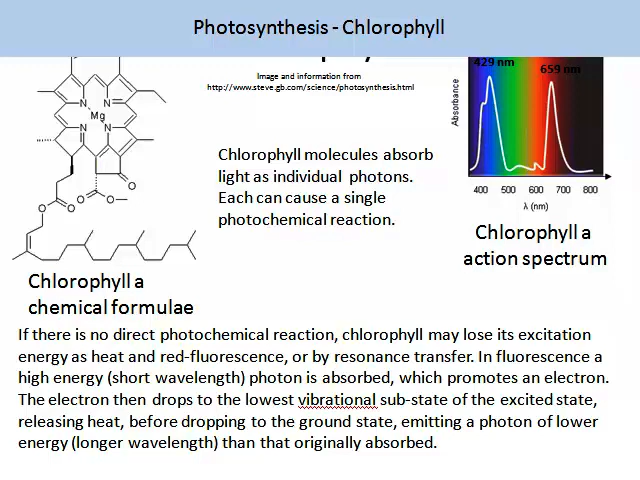 Photosynthesis - Chlorophyll
Image and information from
http://www.steve.gb.com/science/photosynthesis.html
N
N
Mg
N
N
O
O
O
O
O
429 nm
659 nm
Absorbance
400 500 600 700 800
λ (nm)
Chlorophyll molecules absorb
light as individual photons.
Each can cause a single
photochemical reaction.
Chlorophyll a
action spectrum
Chlorophyll a
chemical formulae
If there is no direct photochemical reaction, chlorophyll may lose its excitation
energy as heat and red-fluorescence, or by resonance transfer. In fluorescence a
high energy (short wavelength) photon is absorbed, which promotes an electron.
The electron then drops to the lowest vibrational sub-state of the excited state,
releasing heat, before dropping to the ground state, emitting a photon of lower
energy (longer wavelength) than that originally absorbed.